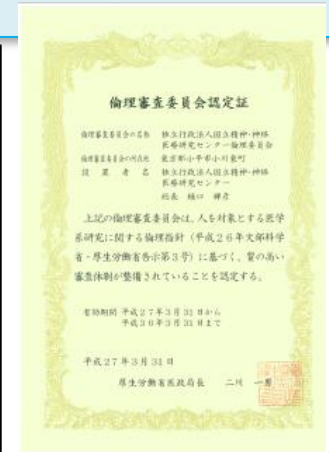 倫理審査委員会認定証
倫理審査委員会の名称 独立行政法人国立精神・神経
医療研究センター倫理委員会
倫理審査委員会の所在地 東京都小平市小川東町
設置者名 独立行政法人国立精神・神経
医療研究センター
総長 樋口 輝彦
上記の倫理審査委員会は、人を対象とする医学
系研究に関する倫理指針(平成26年文部科学
省・厚生労働省告示第3号)に基づく、質の高い
審査体制が整備されていることを認定する。
有効期間 平成27年3月31日から
平成30年3月31日まで
平成27年3月31日
厚生労働省医政局長 二川 一男